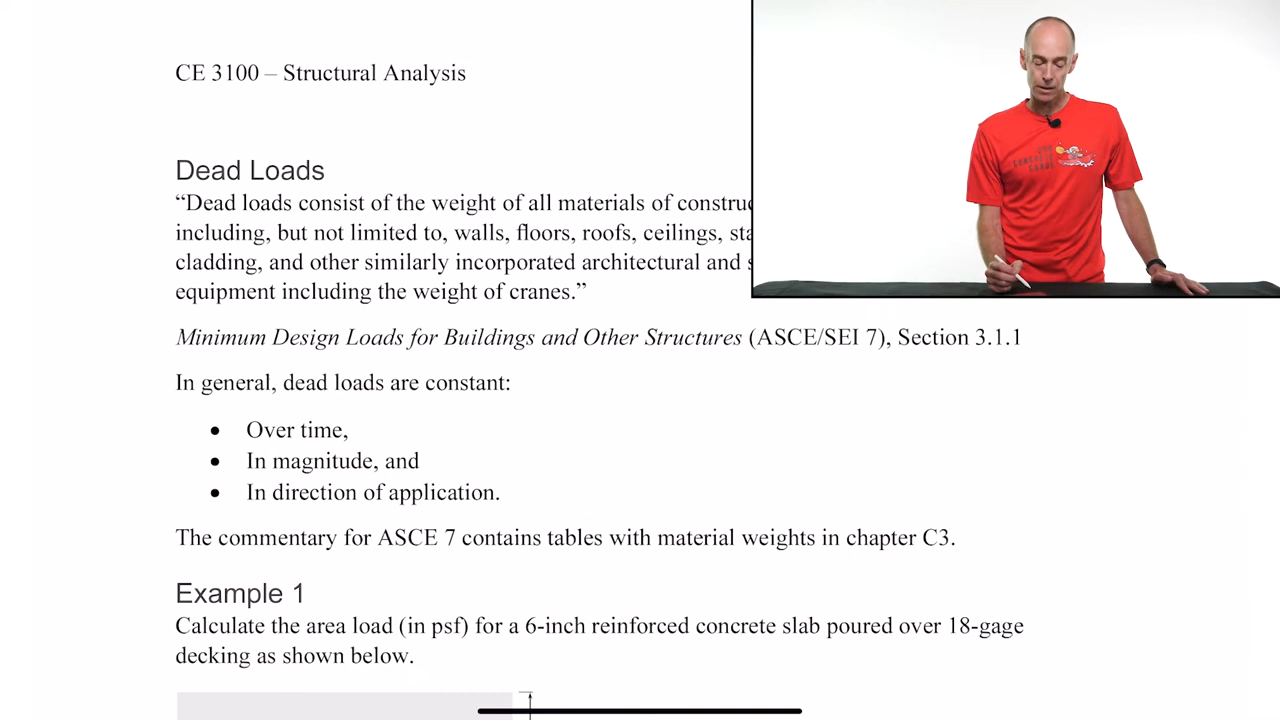 CE 3100 – Structural Analysis
Dead Loads
“Dead loads consist of the weight of all materials of
including, but not limited to, walls, floors, roofs, ceilings,
cladding, and other similarly incorporated architectural and
equipment including the weight of cranes.”
Minimum Design Loads for Buildings and Other Structures (ASCE/SEI 7), Section 3.1.1
In general, dead loads are constant:
• Over time,
• In magnitude, and
• In direction of application.
The commentary for ASCE 7 contains tables with material weights in chapter C3.
Example 1
Calculate the area load (in psf) for a 6-inch reinforced concrete slab poured over 18-gage
decking as shown below.